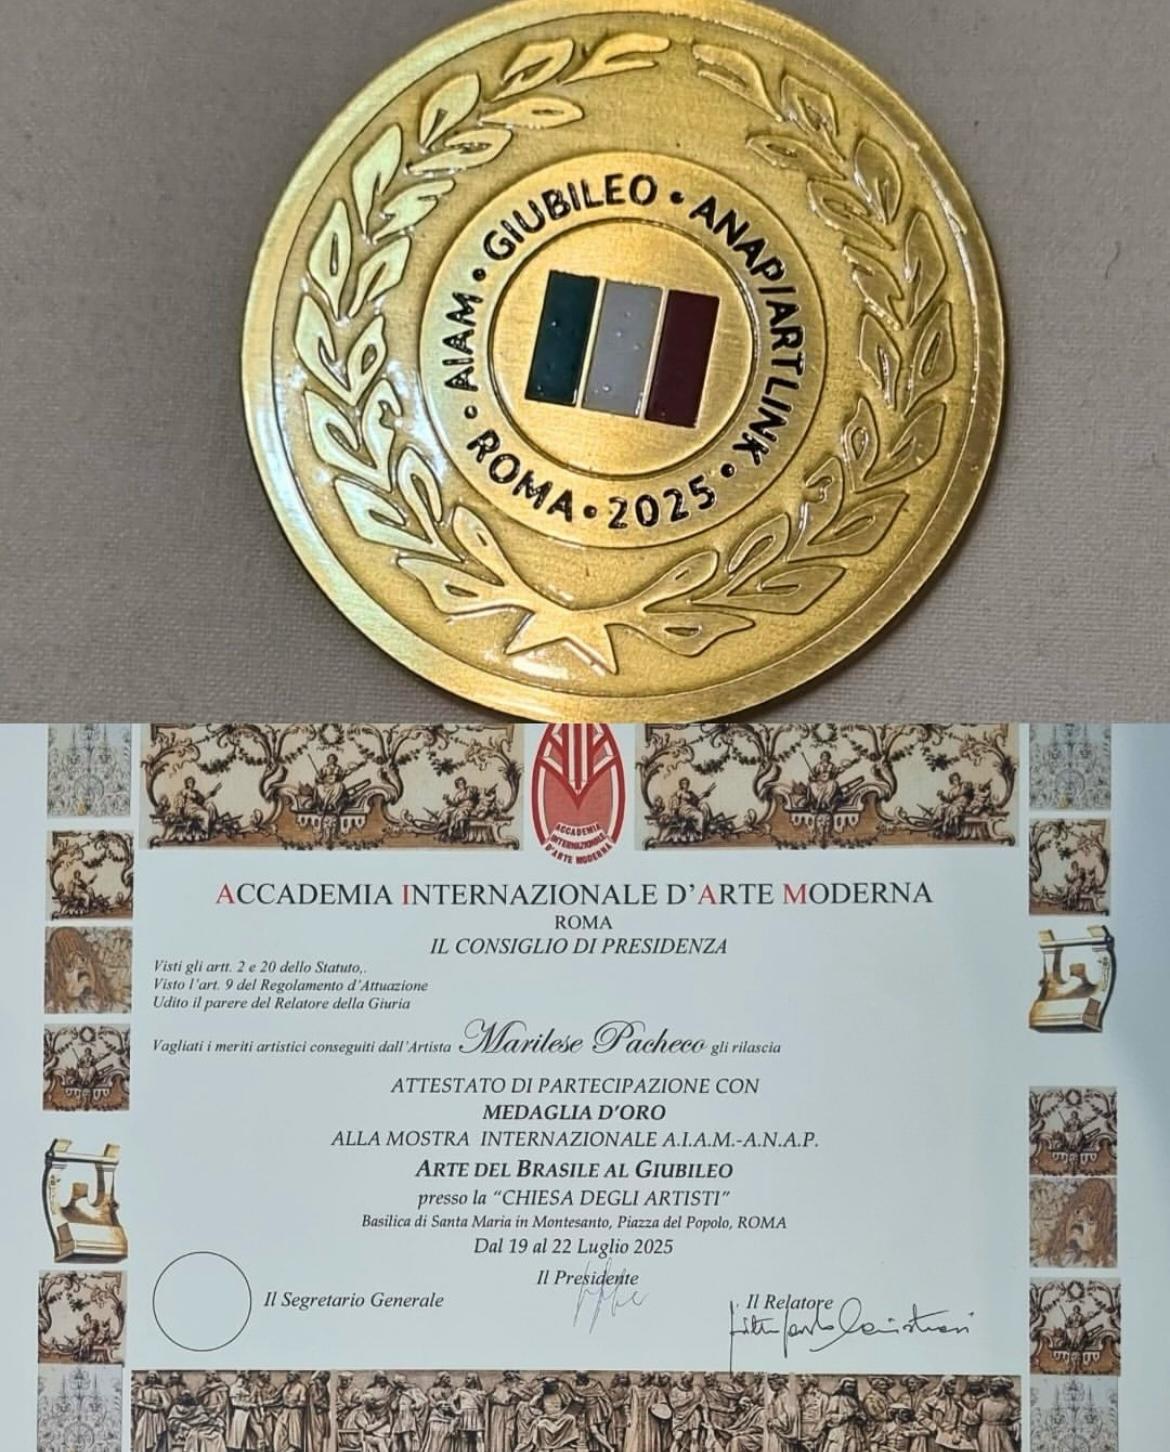 AIAM • GIUBILEO • ANAP/ARTLINK • 2025 • ROMA •
ACCADEMIA
INTERNAZIONALE
D'ARTE MODERNA
ACCADEMIA INTERNAZIONALE D'ARTE MODERNA
ROMA
IL CONSIGLIO DI PRESIDENZA
Visti gli artt. 2 e 20 dello Statuto,.
Visto l'art. 9 del Regolamento d'Attuazione
Udito il parere del Relatore della Giuria
Vagliati i meriti artistici conseguiti dall'Artista Marilese Pacheco gli rilascia
ATTESTATO DI PARTECIPAZIONE CON
MEDAGLIA D'ORO
ALLA MOSTRA INTERNAZIONALE A.I.A.M.-A.N.A.P.
ARTE DEL BRASILE AL GIUBILEO
presso la "CHIESA DEGLI ARTISTI"
Basilica di Santa Maria in Montesanto, Piazza del Popolo, ROMA
Dal 19 al 22 Luglio 2025
Il Presidente
Il Segretario Generale
Il Relatore